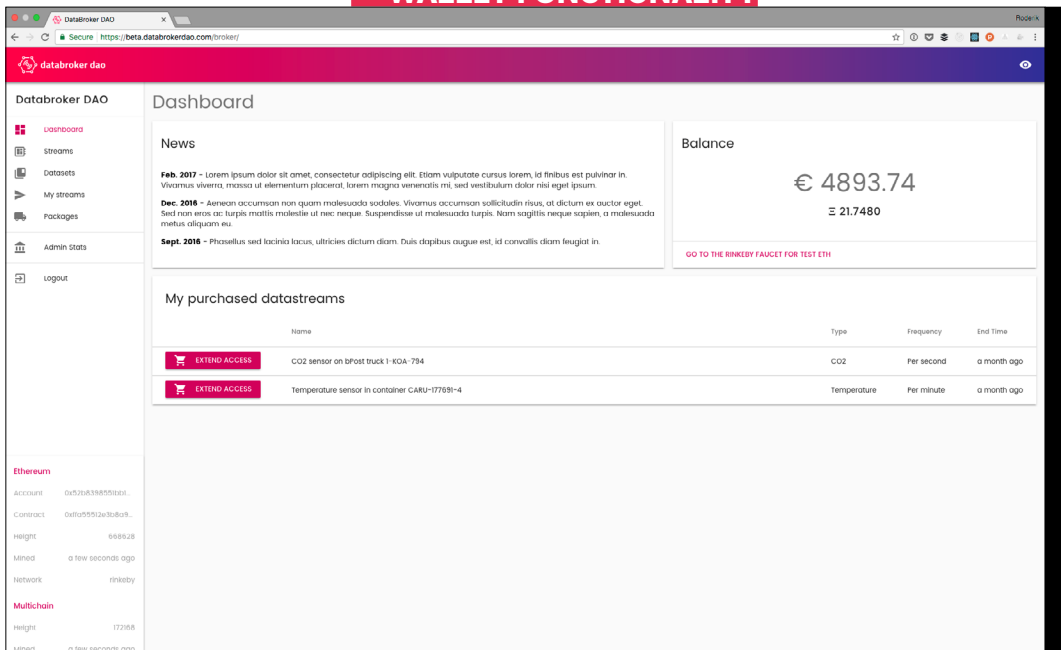 WALLET FUNCTIONALITY
DataBroker DAO
Secure https://beta.databrokerdao.com/broker/
databroker dao
Databroker DAO
Dashboard
Streams
Datasets
My streams
Packages
Admin Stats
Logout
Dashboard
News
Feb. 2017 - Lorem ipsum dolor sit amet, consectetur adipiscing elit. Etiam vulputate cursus lorem, id finibus est pulvinar in.
Vivamus viverra, massa ut elementum placerat, lorem magna venenatis mi, sed vestibulum dolor nisi eget ipsum.
Dec. 2016 - Aenean accumsan non quam malesuada sodales. Vivamus accumsan sollicitudin risus, at dictum ex auctor eget.
Sed non eros ac turpis mattis molestie ut nec neque. Suspendisse ut malesuada turpis. Nam sagittis neque sapien, a malesuada
metus aliquam eu.
Sept. 2016 - Phasellus sed lacinia lacus, ultricies dictum diam. Duis dapibus augue est, id convallis diam feugiat in.
Balance
€ 4893.74
Ξ 21.7480
GO TO THE RINKEBY FAUCET FOR TEST ETH
My purchased datastreams
Name Type Frequency End Time
EXTEND ACCESS CO2 sensor on bPost truck 1-KOA-794 CO2 Per second a month ago
EXTEND ACCESS Temperature sensor in container CARU-177691-4 Temperature Per minute a month ago
Ethereum
Account 0x52b8398551bb1...
Contract 0x1fa55512e3b8a9...
Height 668628
Mined a few seconds ago
Network rinkeby
Multichain
Height 172168
Mined a few seconds ago